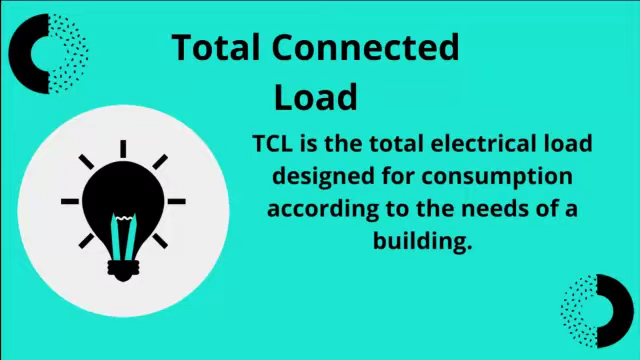 Total Connected
Load
TCL is the total electrical load
designed for consumption
according to the needs of a
building.